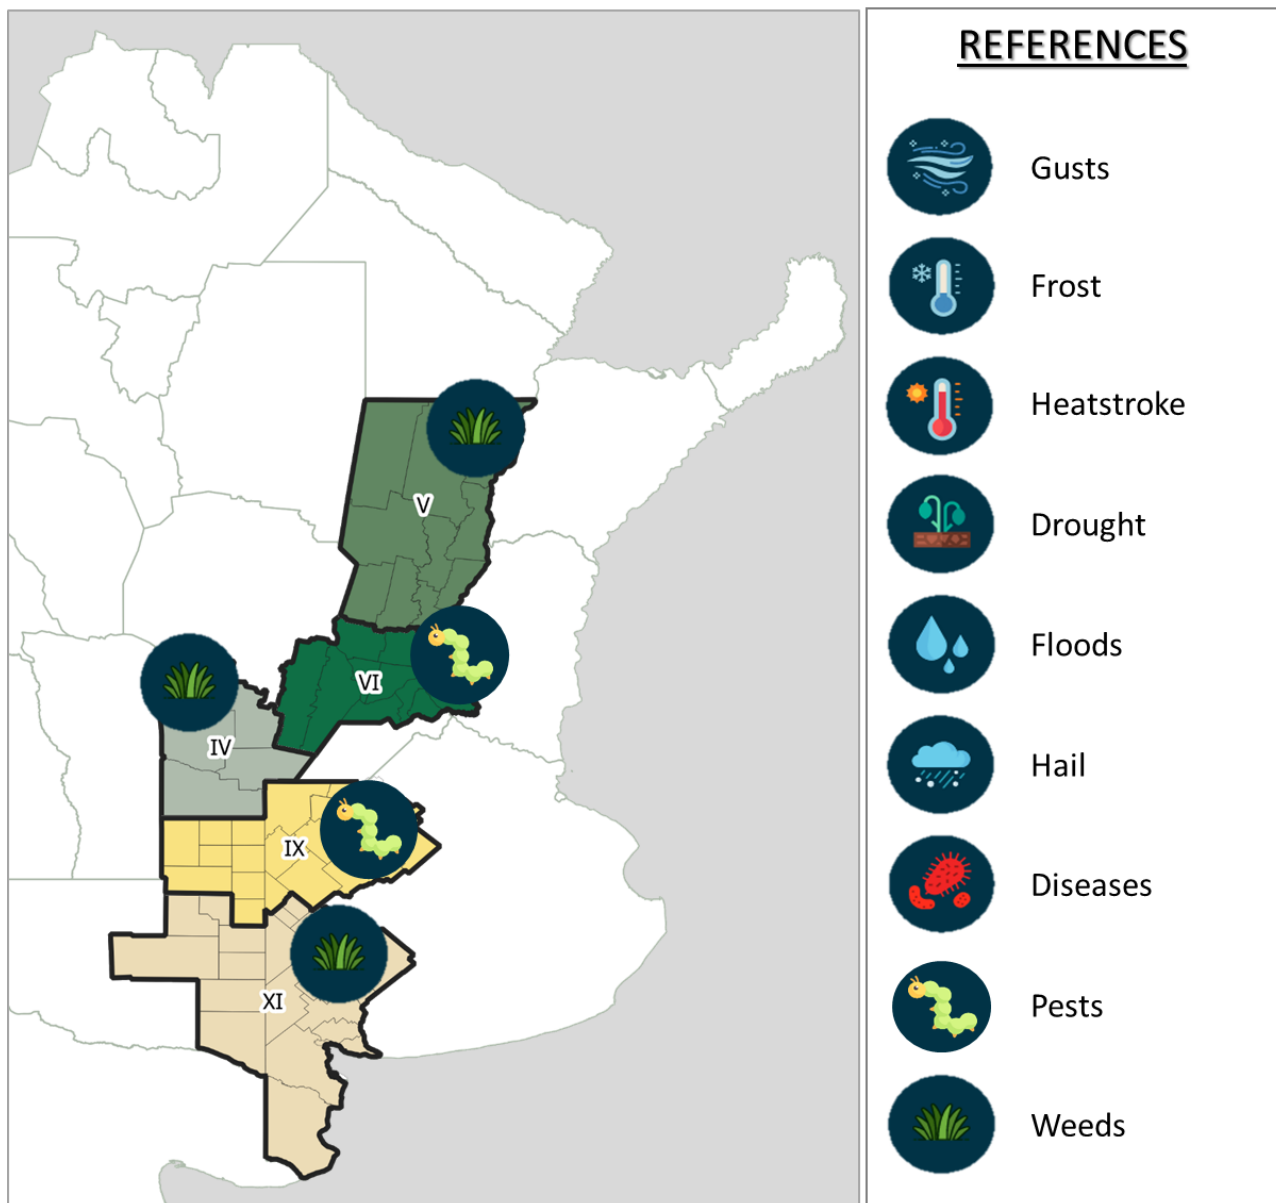 REFERENCES
Gusts
Frost
Heatstroke
Drought
Floods
Hail
Diseases
Pests
Weeds
V
VI
IV
IX
XI